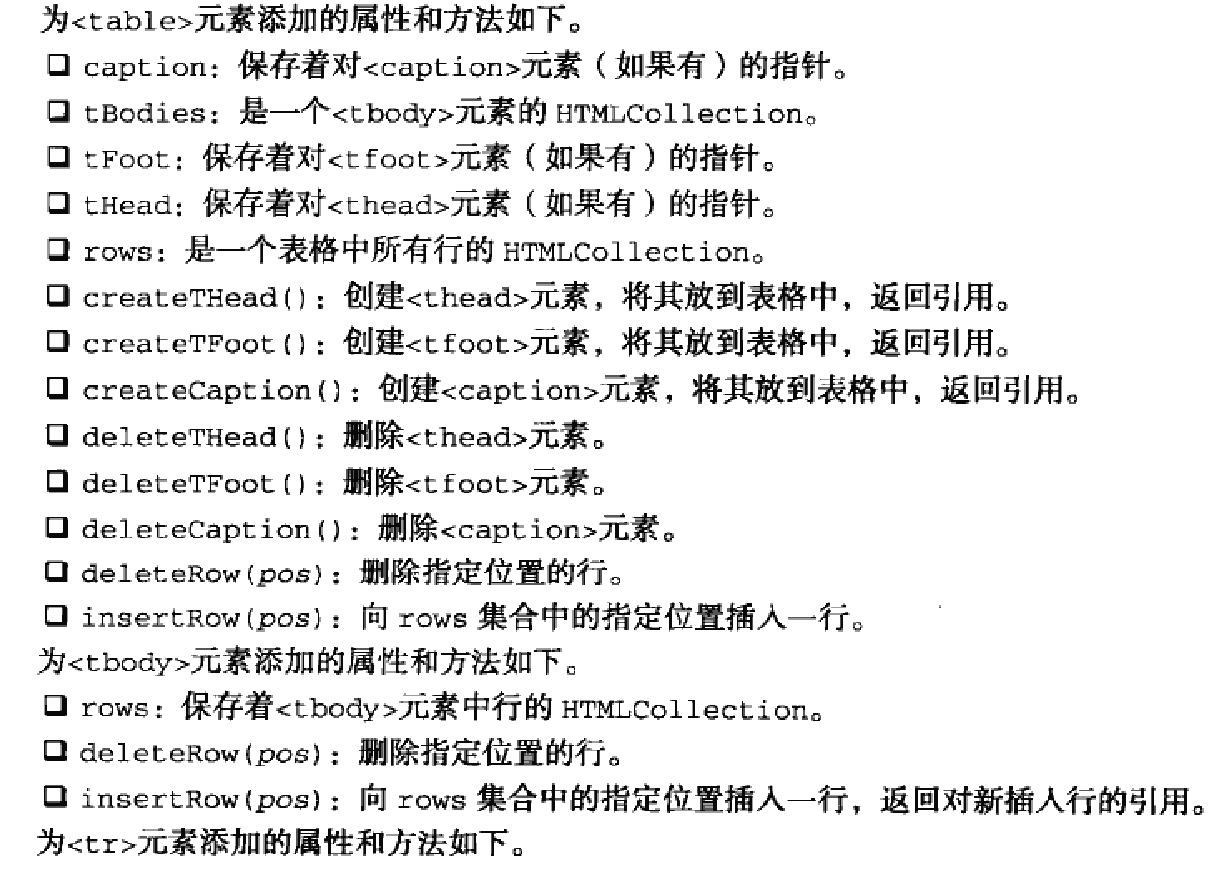 为<table>元素添加的属性和方法如下。
❑ caption：保存着对<caption>元素（如果有）的指针。
❑ tBodies：是一个<tbody>元素的 HTMLCollection。
❑ tFoot：保存着对<tfoot>元素（如果有）的指针。
❑ tHead：保存着对<thead>元素（如果有）的指针。
❑ rows：是一个表格中所有行的 HTMLCollection。
❑ createTHead()：创建<thead>元素，将其放到表格中，返回引用。
❑ createTFoot()：创建<tfoot>元素，将其放到表格中，返回引用。
❑ createCaption()：创建<caption>元素，将其放到表格中，返回引用。
❑ deleteTHead()：删除<thead>元素。
❑ deleteTFoot()：删除<tfoot>元素。
❑ deleteCaption()：删除<caption>元素。
❑ deleteRow(pos)：删除指定位置的行。
❑ insertRow(pos)：向 rows 集合中的指定位置插入一行。
为<tbody>元素添加的属性和方法如下。
❑ rows：保存着<tbody>元素中行的 HTMLCollection。
❑ deleteRow(pos)：删除指定位置的行。
❑ insertRow(pos)：向 rows 集合中的指定位置插入一行，返回对新插入行的引用。
为<tr>元素添加的属性和方法如下。